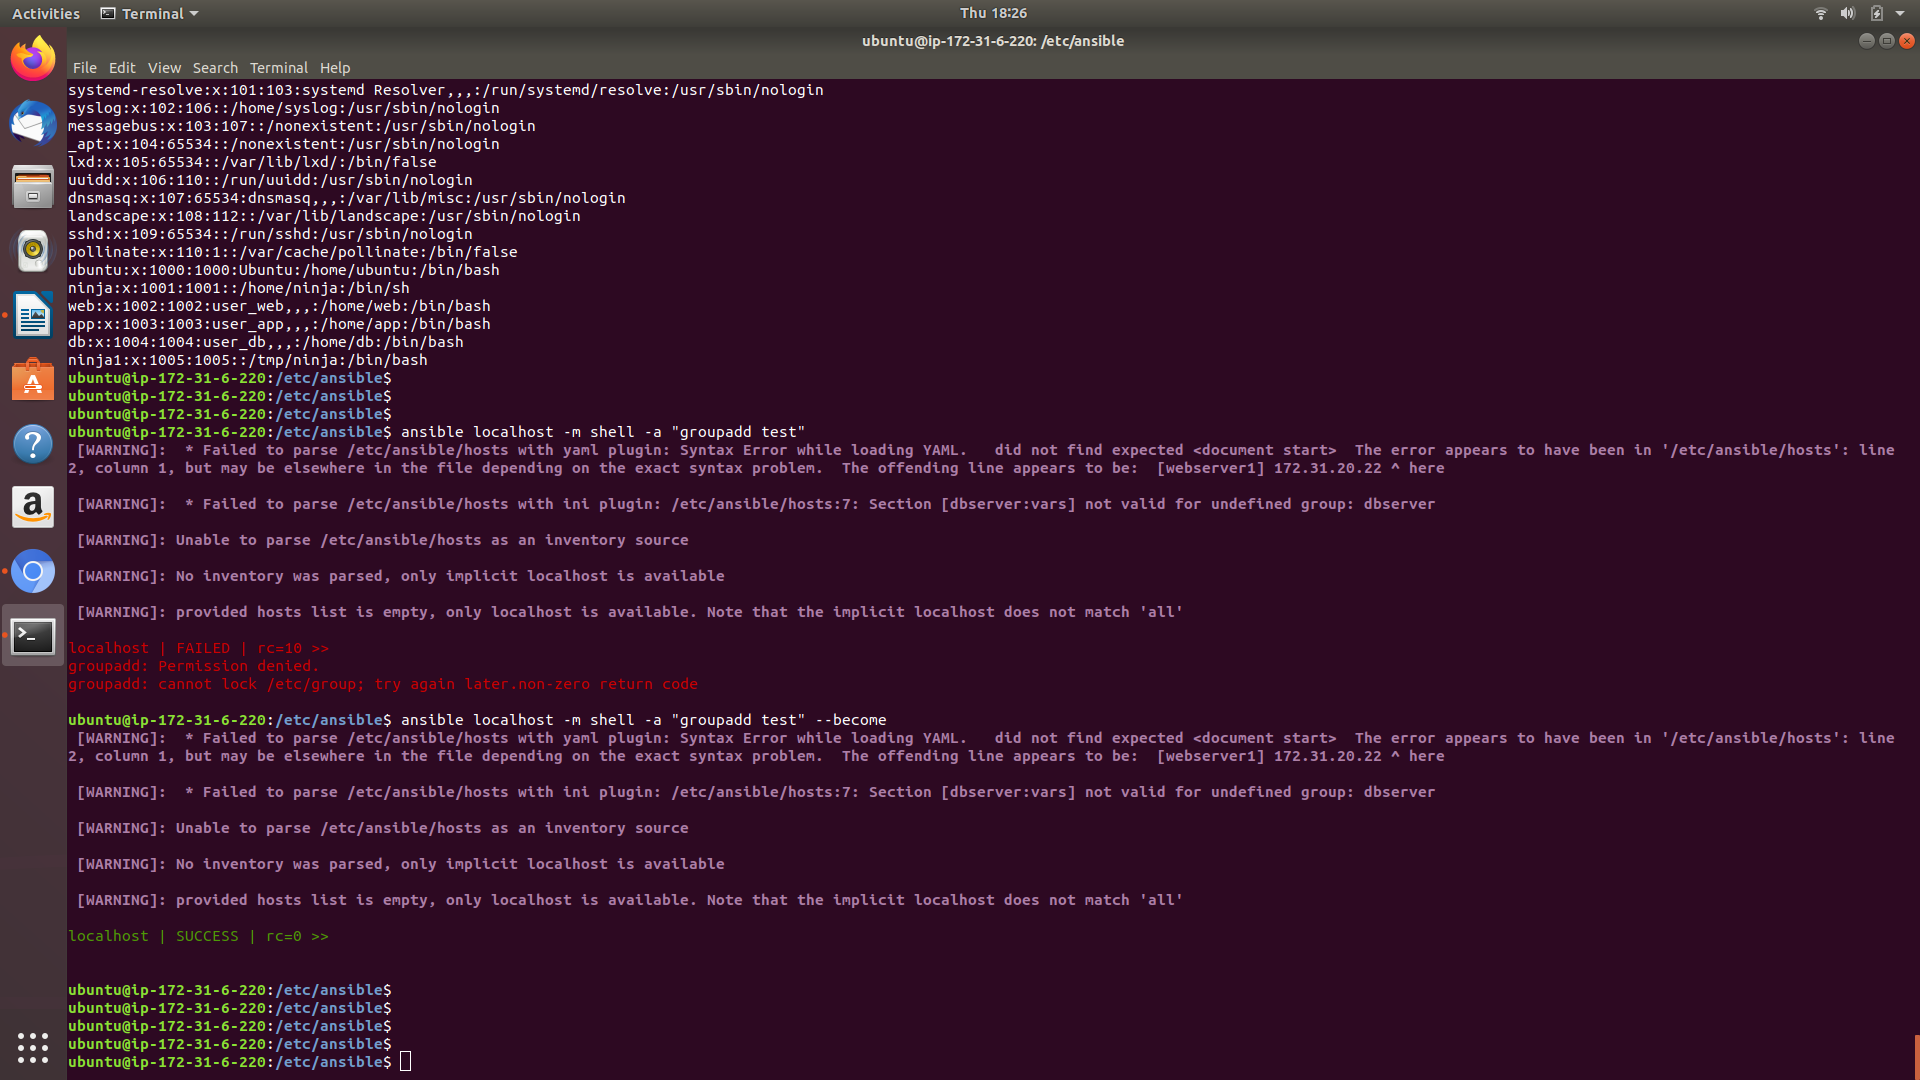 Activities Terminal Thu 18:26
ubuntu@ip-172-31-6-220: /etc/ansible
File Edit View Search Terminal Help
systemd-resolve:x:101:103:systemd Resolver,,,:/run/systemd/resolve:/usr/sbin/nologin
syslog:x:102:106::/home/syslog:/usr/sbin/nologin
messagebus:x:103:107::/nonexistent:/usr/sbin/nologin
_apt:x:104:65534::/nonexistent:/usr/sbin/nologin
lxd:x:105:65534::/var/lib/lxd/:/bin/false
uuidd:x:106:110::/run/uuidd:/usr/sbin/nologin
dnsmasq:x:107:65534:dnsmasq,,,:/var/lib/misc:/usr/sbin/nologin
landscape:x:108:112::/var/lib/landscape:/usr/sbin/nologin
sshd:x:109:65534::/run/sshd:/usr/sbin/nologin
pollinate:x:110:1::/var/cache/pollinate:/bin/false
ubuntu:x:1000:1000:Ubuntu:/home/ubuntu:/bin/bash
ninja:x:1001:1001::/home/ninja:/bin/sh
web:x:1002:1002:user_web,,,:/home/web:/bin/bash
app:x:1003:1003:user_app,,,:/home/app:/bin/bash
db:x:1004:1004:user_db,,,:/home/db:/bin/bash
ninja1:x:1005:1005::/tmp/ninja:/bin/bash
ubuntu@ip-172-31-6-220:/etc/ansible$
ubuntu@ip-172-31-6-220:/etc/ansible$
ubuntu@ip-172-31-6-220:/etc/ansible$
ubuntu@ip-172-31-6-220:/etc/ansible$ ansible localhost -m shell -a "groupadd test"
[WARNING]:  * Failed to parse /etc/ansible/hosts with yaml plugin: Syntax Error while loading YAML.   did not find expected <document start>  The error appears to have been in '/etc/ansible/hosts': line
2, column 1, but may be elsewhere in the file depending on the exact syntax problem.  The offending line appears to be:  [webserver1] 172.31.20.22 ^ here
[WARNING]:  * Failed to parse /etc/ansible/hosts with ini plugin: /etc/ansible/hosts:7: Section [dbserver:vars] not valid for undefined group: dbserver
[WARNING]: Unable to parse /etc/ansible/hosts as an inventory source
[WARNING]: No inventory was parsed, only implicit localhost is available
[WARNING]: provided hosts list is empty, only localhost is available. Note that the implicit localhost does not match 'all'
localhost | FAILED | rc=10 >>
groupadd: Permission denied.
groupadd: cannot lock /etc/group; try again later.non-zero return code
ubuntu@ip-172-31-6-220:/etc/ansible$ ansible localhost -m shell -a "groupadd test" --become
[WARNING]:  * Failed to parse /etc/ansible/hosts with yaml plugin: Syntax Error while loading YAML.   did not find expected <document start>  The error appears to have been in '/etc/ansible/hosts': line
2, column 1, but may be elsewhere in the file depending on the exact syntax problem.  The offending line appears to be:  [webserver1] 172.31.20.22 ^ here
[WARNING]:  * Failed to parse /etc/ansible/hosts with ini plugin: /etc/ansible/hosts:7: Section [dbserver:vars] not valid for undefined group: dbserver
[WARNING]: Unable to parse /etc/ansible/hosts as an inventory source
[WARNING]: No inventory was parsed, only implicit localhost is available
[WARNING]: provided hosts list is empty, only localhost is available. Note that the implicit localhost does not match 'all'
localhost | SUCCESS | rc=0 >>
ubuntu@ip-172-31-6-220:/etc/ansible$
ubuntu@ip-172-31-6-220:/etc/ansible$
ubuntu@ip-172-31-6-220:/etc/ansible$
ubuntu@ip-172-31-6-220:/etc/ansible$
ubuntu@ip-172-31-6-220:/etc/ansible$